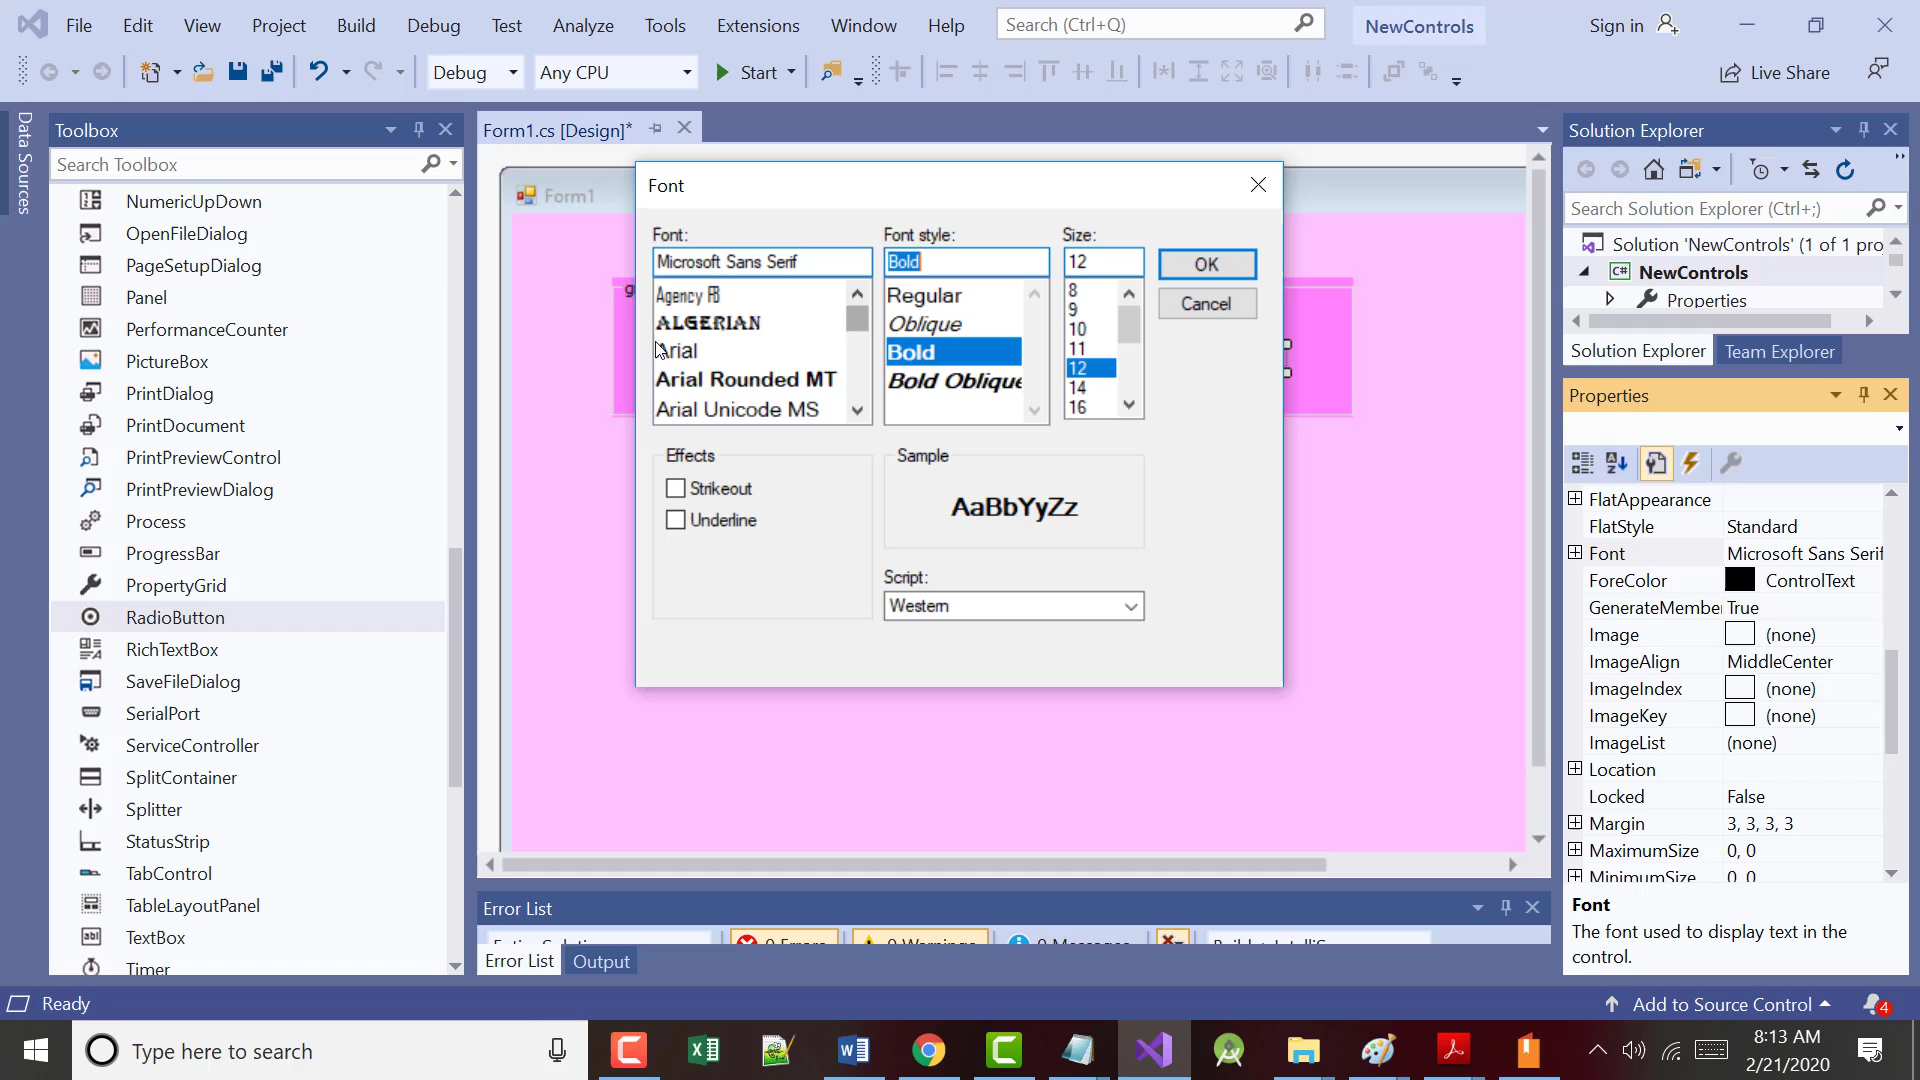 File Edit View Project Build Debug Test Analyze Tools Extensions Window Help Search (Ctrl+Q) NewControls Sign in
Debug Any CPU Start Live Share
Data Sources
Toolbox
Search Toolbox
NumericUpDown
OpenFileDialog
PageSetupDialog
Panel
PerformanceCounter
PictureBox
PrintDialog
PrintDocument
PrintPreviewControl
PrintPreviewDialog
Process
ProgressBar
PropertyGrid
RadioButton
RichTextBox
SaveFileDialog
SerialPort
ServiceController
SplitContainer
Splitter
StatusStrip
TabControl
TableLayoutPanel
TextBox
Timer
Form1.cs [Design]*
Form1
g
Font
Font:
Microsoft Sans Serif
Agency FB
ALGERIAN
Arial
Arial Rounded MT
Arial Unicode MS
Font style:
Bold
Regular
Oblique
Bold
Bold Oblique
Size:
12
8
9
10
11
12
14
16
OK
Cancel
Effects
Strikeout
Underline
Sample
AaBbYyZz
Script:
Western
Error List
0 Errors 0 Warnings 0 Messages
Error List Output
Solution Explorer
Search Solution Explorer (Ctrl+;)
Solution 'NewControls' (1 of 1 pro
C# NewControls
Properties
Solution Explorer Team Explorer
Properties
FlatAppearance
FlatStyle Standard
Font Microsoft Sans Serif
ForeColor ControlText
GenerateMember True
Image (none)
ImageAlign MiddleCenter
ImageIndex (none)
ImageKey (none)
ImageList (none)
Location
Locked False
Margin 3, 3, 3, 3
MaximumSize 0, 0
MinimumSize 0, 0
Font
The font used to display text in the
control.
Ready Add to Source Control 4
Type here to search
8:13 AM
2/21/2020